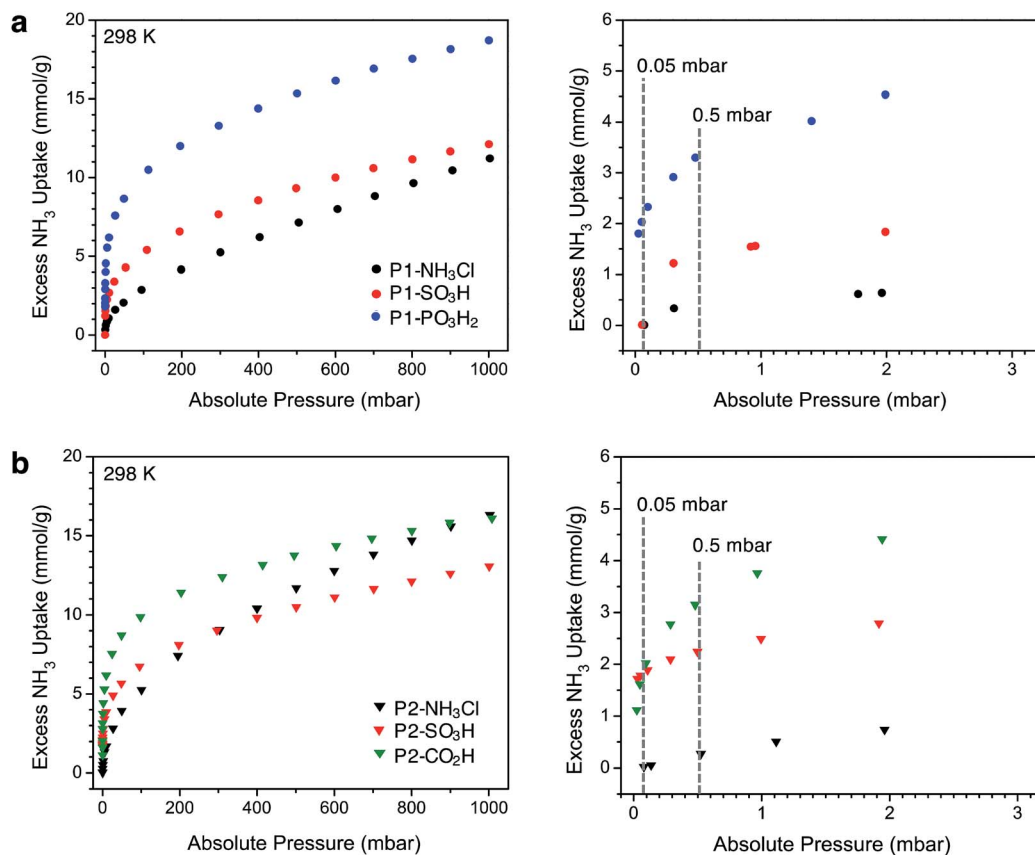 a
298 K
20
15
10
5
0
Excess NH3 Uptake (mmol/g)
P1-NH3Cl
P1-SO3H
P1-PO3H2
0 200 400 600 800 1000
Absolute Pressure (mbar)
6
5
4
3
2
1
0
Excess NH3 Uptake (mmol/g)
0.05 mbar
0.5 mbar
0 1 2 3
Absolute Pressure (mbar)
b
298 K
20
15
10
5
0
Excess NH3 Uptake (mmol/g)
P2-NH3Cl
P2-SO3H
P2-CO2H
0 200 400 600 800 1000
Absolute Pressure (mbar)
6
5
4
3
2
1
0
Excess NH3 Uptake (mmol/g)
0.05 mbar
0.5 mbar
0 1 2 3
Absolute Pressure (mbar)